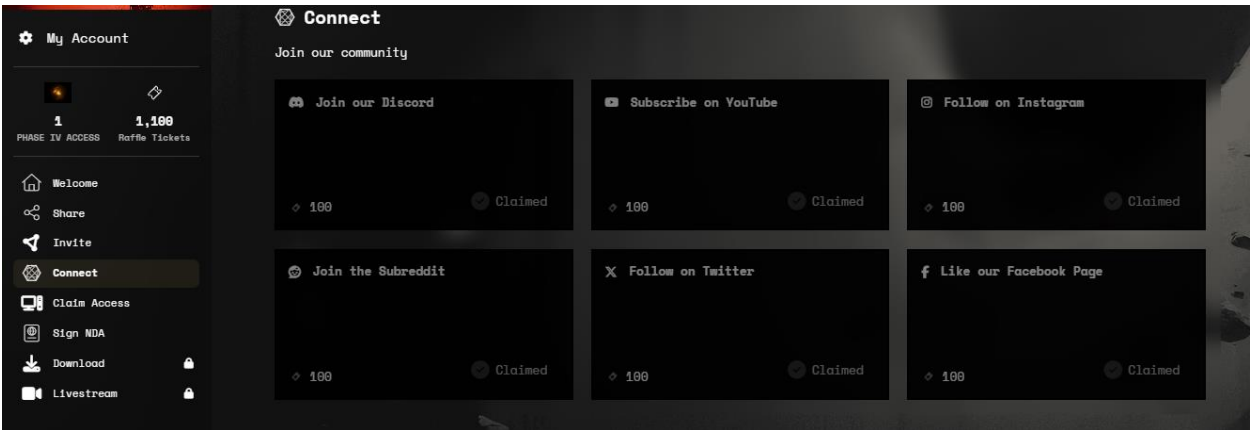 My Account
1
1,100
PHASE IV ACCESS
Raffle Tickets
Welcome
Share
Invite
Connect
Claim Access
Sign NDA
Download
Livestream
Connect
Join our community
Join our Discord
100
Claimed
Subscribe on YouTube
100
Claimed
Follow on Instagram
100
Claimed
Join the Subreddit
100
Claimed
Follow on Twitter
100
Claimed
Like our Facebook Page
100
Claimed